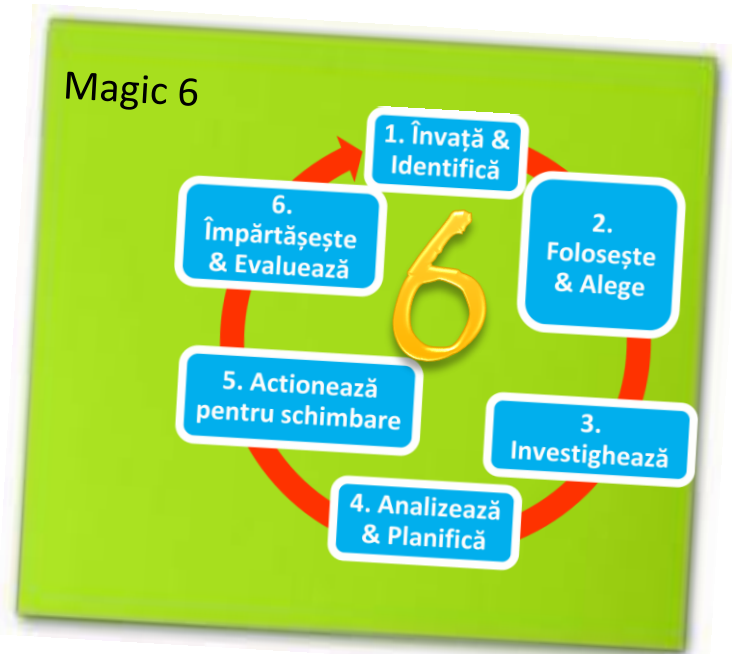 Magic 6
1. Învață &
Identifică
2.
Folosește
& Alege
3.
Investighează
4. Analizează
& Planifică
5. Actionează
pentru schimbare
6.
Împărtășește
& Evaluează
6